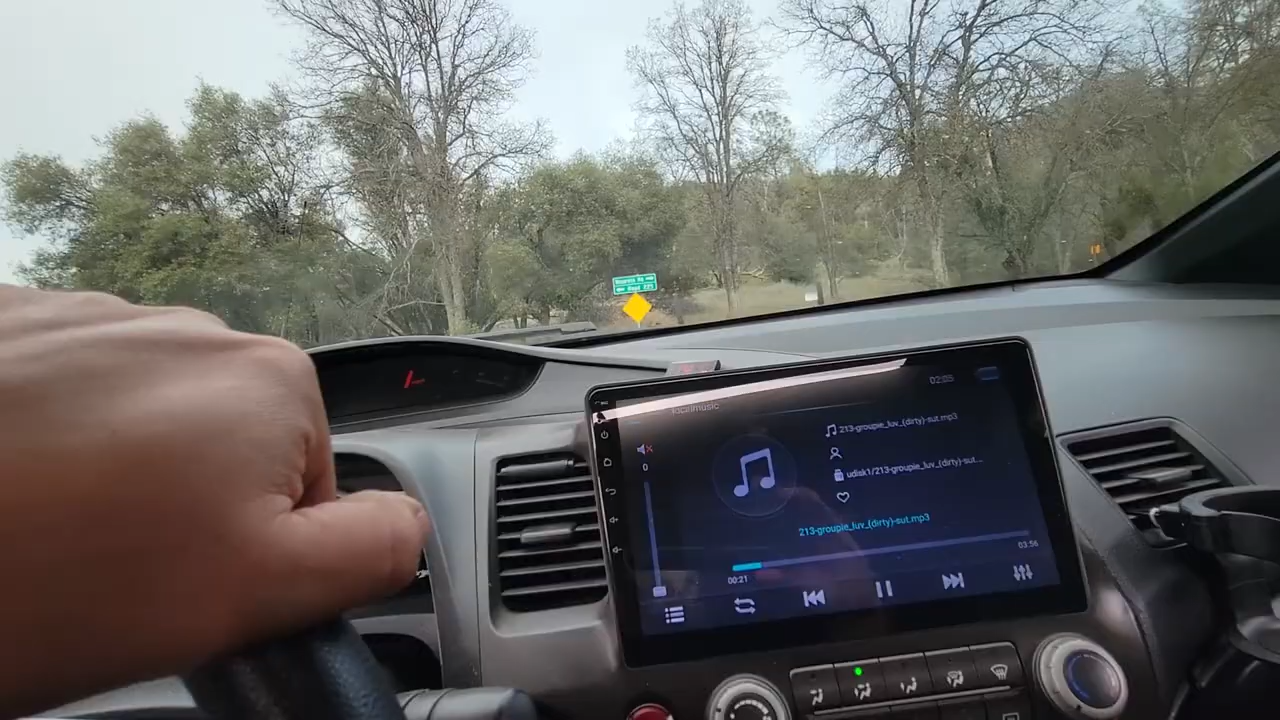 02:05
localmusic
213-groupie_luv_(dirty)-sut.mp3
0
udisk1/213-groupie_luv_(dirty)-sut...
213-groupie_luv_(dirty)-sut.mp3
00:21
03:56